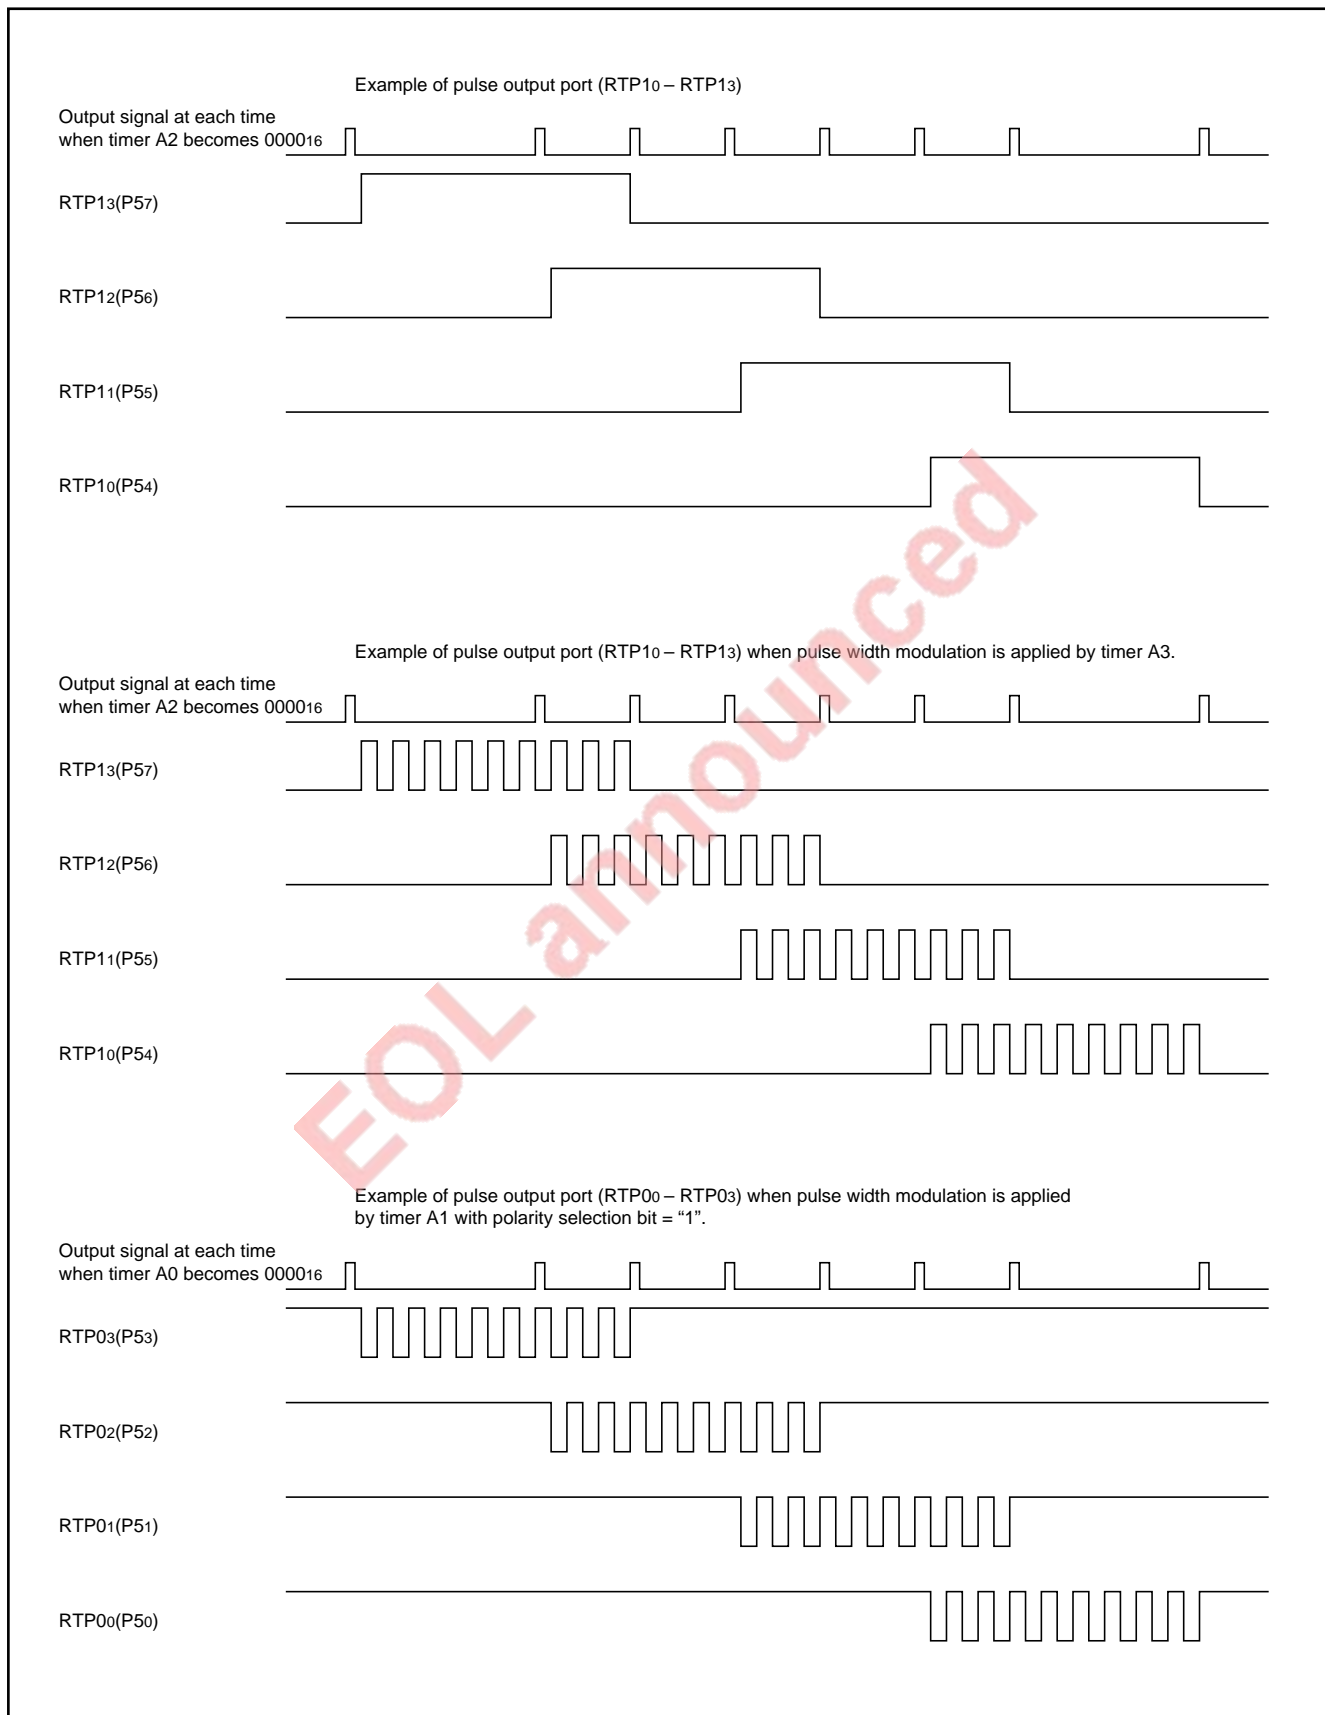 Example of pulse output port (RTP10 – RTP13)
Output signal at each time
when timer A2 becomes 000016
RTP13(P57)
RTP12(P56)
RTP11(P55)
RTP10(P54)
Example of pulse output port (RTP10 – RTP13) when pulse width modulation is applied by timer A3.
Output signal at each time
when timer A2 becomes 000016
RTP13(P57)
RTP12(P56)
RTP11(P55)
RTP10(P54)
Example of pulse output port (RTP00 – RTP03) when pulse width modulation is applied
by timer A1 with polarity selection bit = “1”.
Output signal at each time
when timer A0 becomes 000016
RTP03(P53)
RTP02(P52)
RTP01(P51)
RTP00(P50)
EOL announced